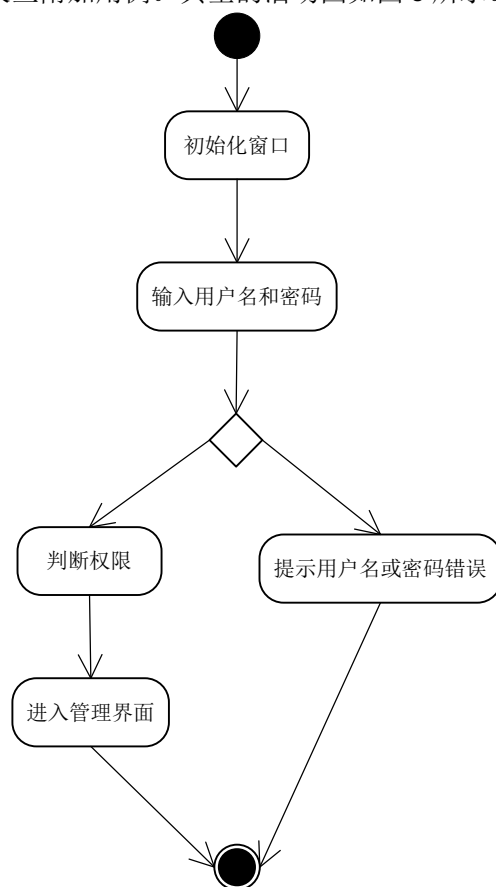 初始化窗口
输入用户名和密码
判断权限
提示用户名或密码错误
进入管理界面